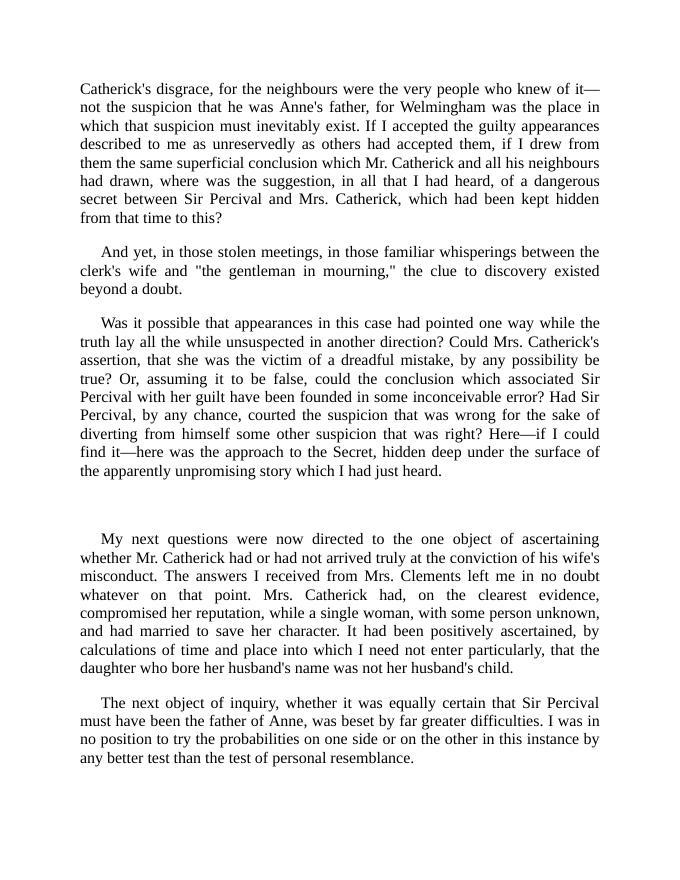 Catherick's disgrace, for the neighbours were the very people who knew of it—
not the suspicion that he was Anne's father, for Welmingham was the place in
which that suspicion must inevitably exist. If I accepted the guilty appearances
described to me as unreservedly as others had accepted them, if I drew from
them the same superficial conclusion which Mr. Catherick and all his neighbours
had drawn, where was the suggestion, in all that I had heard, of a dangerous
secret between Sir Percival and Mrs. Catherick, which had been kept hidden
from that time to this?
And yet, in those stolen meetings, in those familiar whisperings between the
clerk's wife and "the gentleman in mourning," the clue to discovery existed
beyond a doubt.
Was it possible that appearances in this case had pointed one way while the
truth lay all the while unsuspected in another direction? Could Mrs. Catherick's
assertion, that she was the victim of a dreadful mistake, by any possibility be
true? Or, assuming it to be false, could the conclusion which associated Sir
Percival with her guilt have been founded in some inconceivable error? Had Sir
Percival, by any chance, courted the suspicion that was wrong for the sake of
diverting from himself some other suspicion that was right? Here—if I could
find it—here was the approach to the Secret, hidden deep under the surface of
the apparently unpromising story which I had just heard.
My next questions were now directed to the one object of ascertaining
whether Mr. Catherick had or had not arrived truly at the conviction of his wife's
misconduct. The answers I received from Mrs. Clements left me in no doubt
whatever on that point. Mrs. Catherick had, on the clearest evidence,
compromised her reputation, while a single woman, with some person unknown,
and had married to save her character. It had been positively ascertained, by
calculations of time and place into which I need not enter particularly, that the
daughter who bore her husband's name was not her husband's child.
The next object of inquiry, whether it was equally certain that Sir Percival
must have been the father of Anne, was beset by far greater difficulties. I was in
no position to try the probabilities on one side or on the other in this instance by
any better test than the test of personal resemblance.